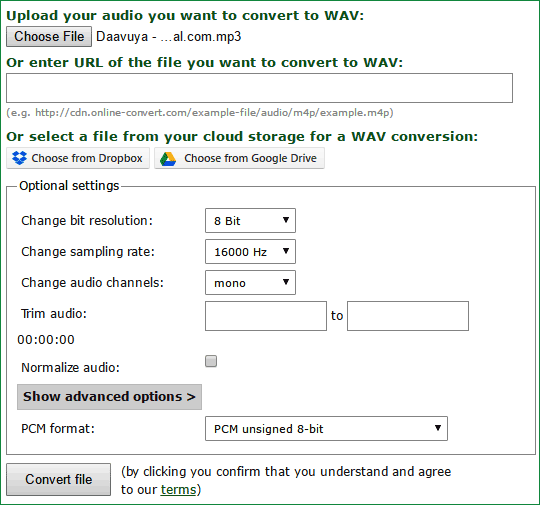 Upload your audio you want to convert to WAV:
Choose File Daavuya - ...al.com.mp3
Or enter URL of the file you want to convert to WAV:
(e.g. http://cdn.online-convert.com/example-file/audio/m4p/example.m4p)
Or select a file from your cloud storage for a WAV conversion:
Choose from Dropbox Choose from Google Drive
Optional settings
Change bit resolution: 8 Bit
Change sampling rate: 16000 Hz
Change audio channels: mono
Trim audio: to
00:00:00
Normalize audio:
Show advanced options >
PCM format: PCM unsigned 8-bit
Convert file (by clicking you confirm that you understand and agree
to our terms)